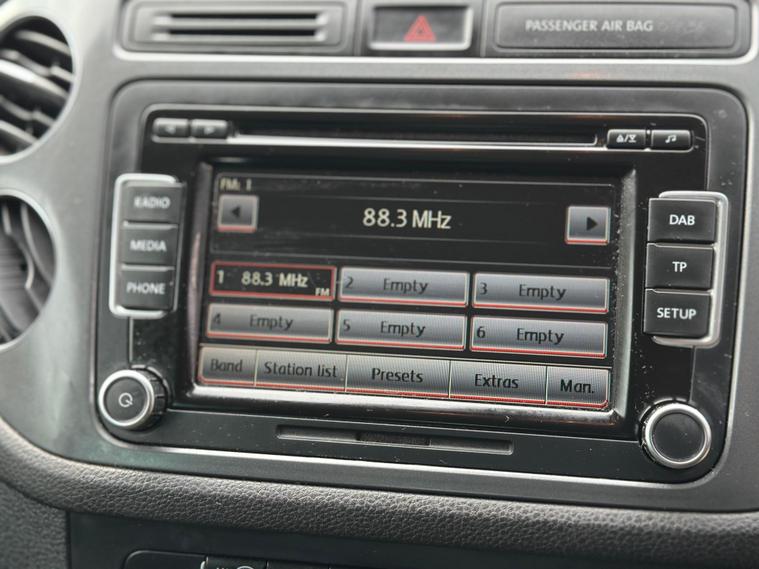 PASSENGER AIR BAG
RADIO
MEDIA
PHONE
FM: 1
88.3 MHz
1 88.3 MHz FM
2 Empty
3 Empty
4 Empty
5 Empty
6 Empty
Band
Station list
Presets
Extras
Man.
DAB
TP
SETUP